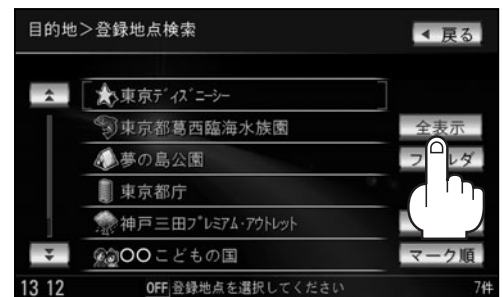 目的地>登録地点検索
◀ 戻る
東京ﾃﾞｨｽﾞﾆｰｼｰ
東京都葛西臨海水族園
全表示
夢の島公園
東京都庁
神戸三田ﾌﾟﾚﾐｱﾑ･ｱｳﾄﾚｯﾄ
〇〇こどもの国
マーク順
13 12
OFF 登録地点を選択してください
7件